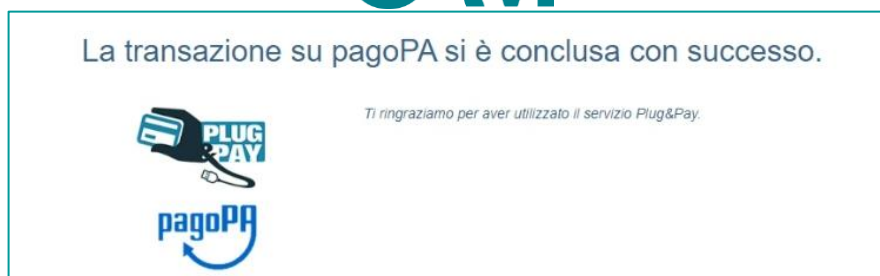 La transazione su pagoPA si è conclusa con successo.
Ti ringraziamo per aver utilizzato il servizio Plug&Pay.
PLUG
&PAY
pagoPA